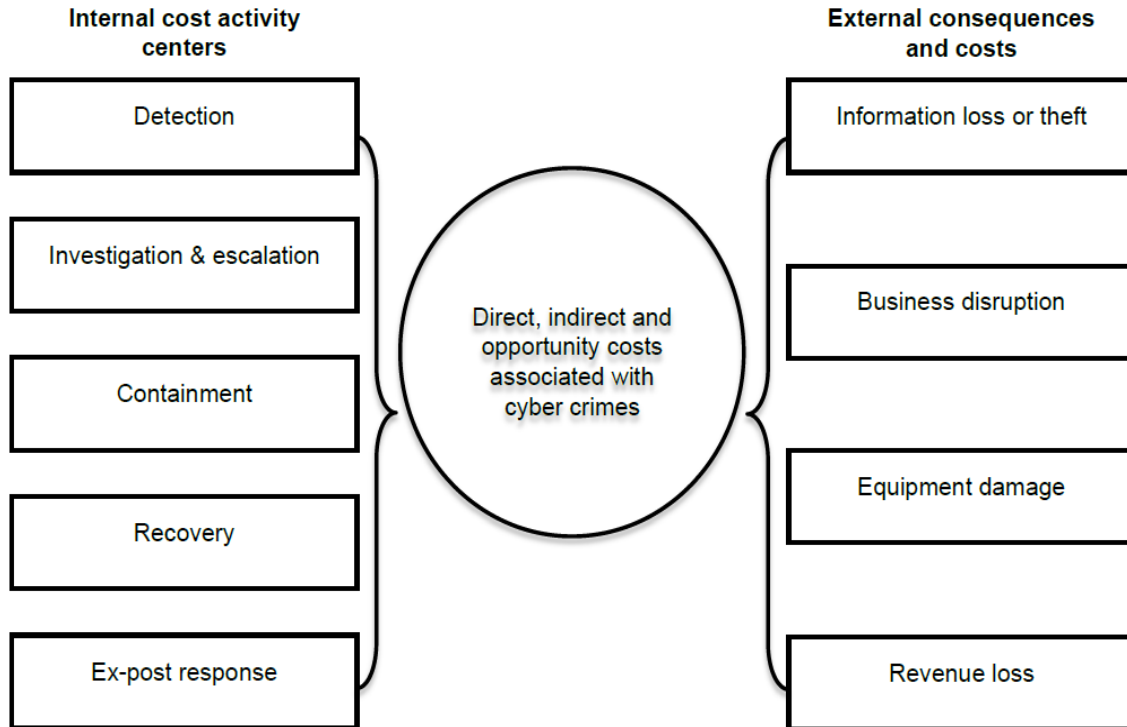 Internal cost activity
centers
Detection
Investigation & escalation
Containment
Recovery
Ex-post response
Direct, indirect and
opportunity costs
associated with
cyber crimes
External consequences
and costs
Information loss or theft
Business disruption
Equipment damage
Revenue loss